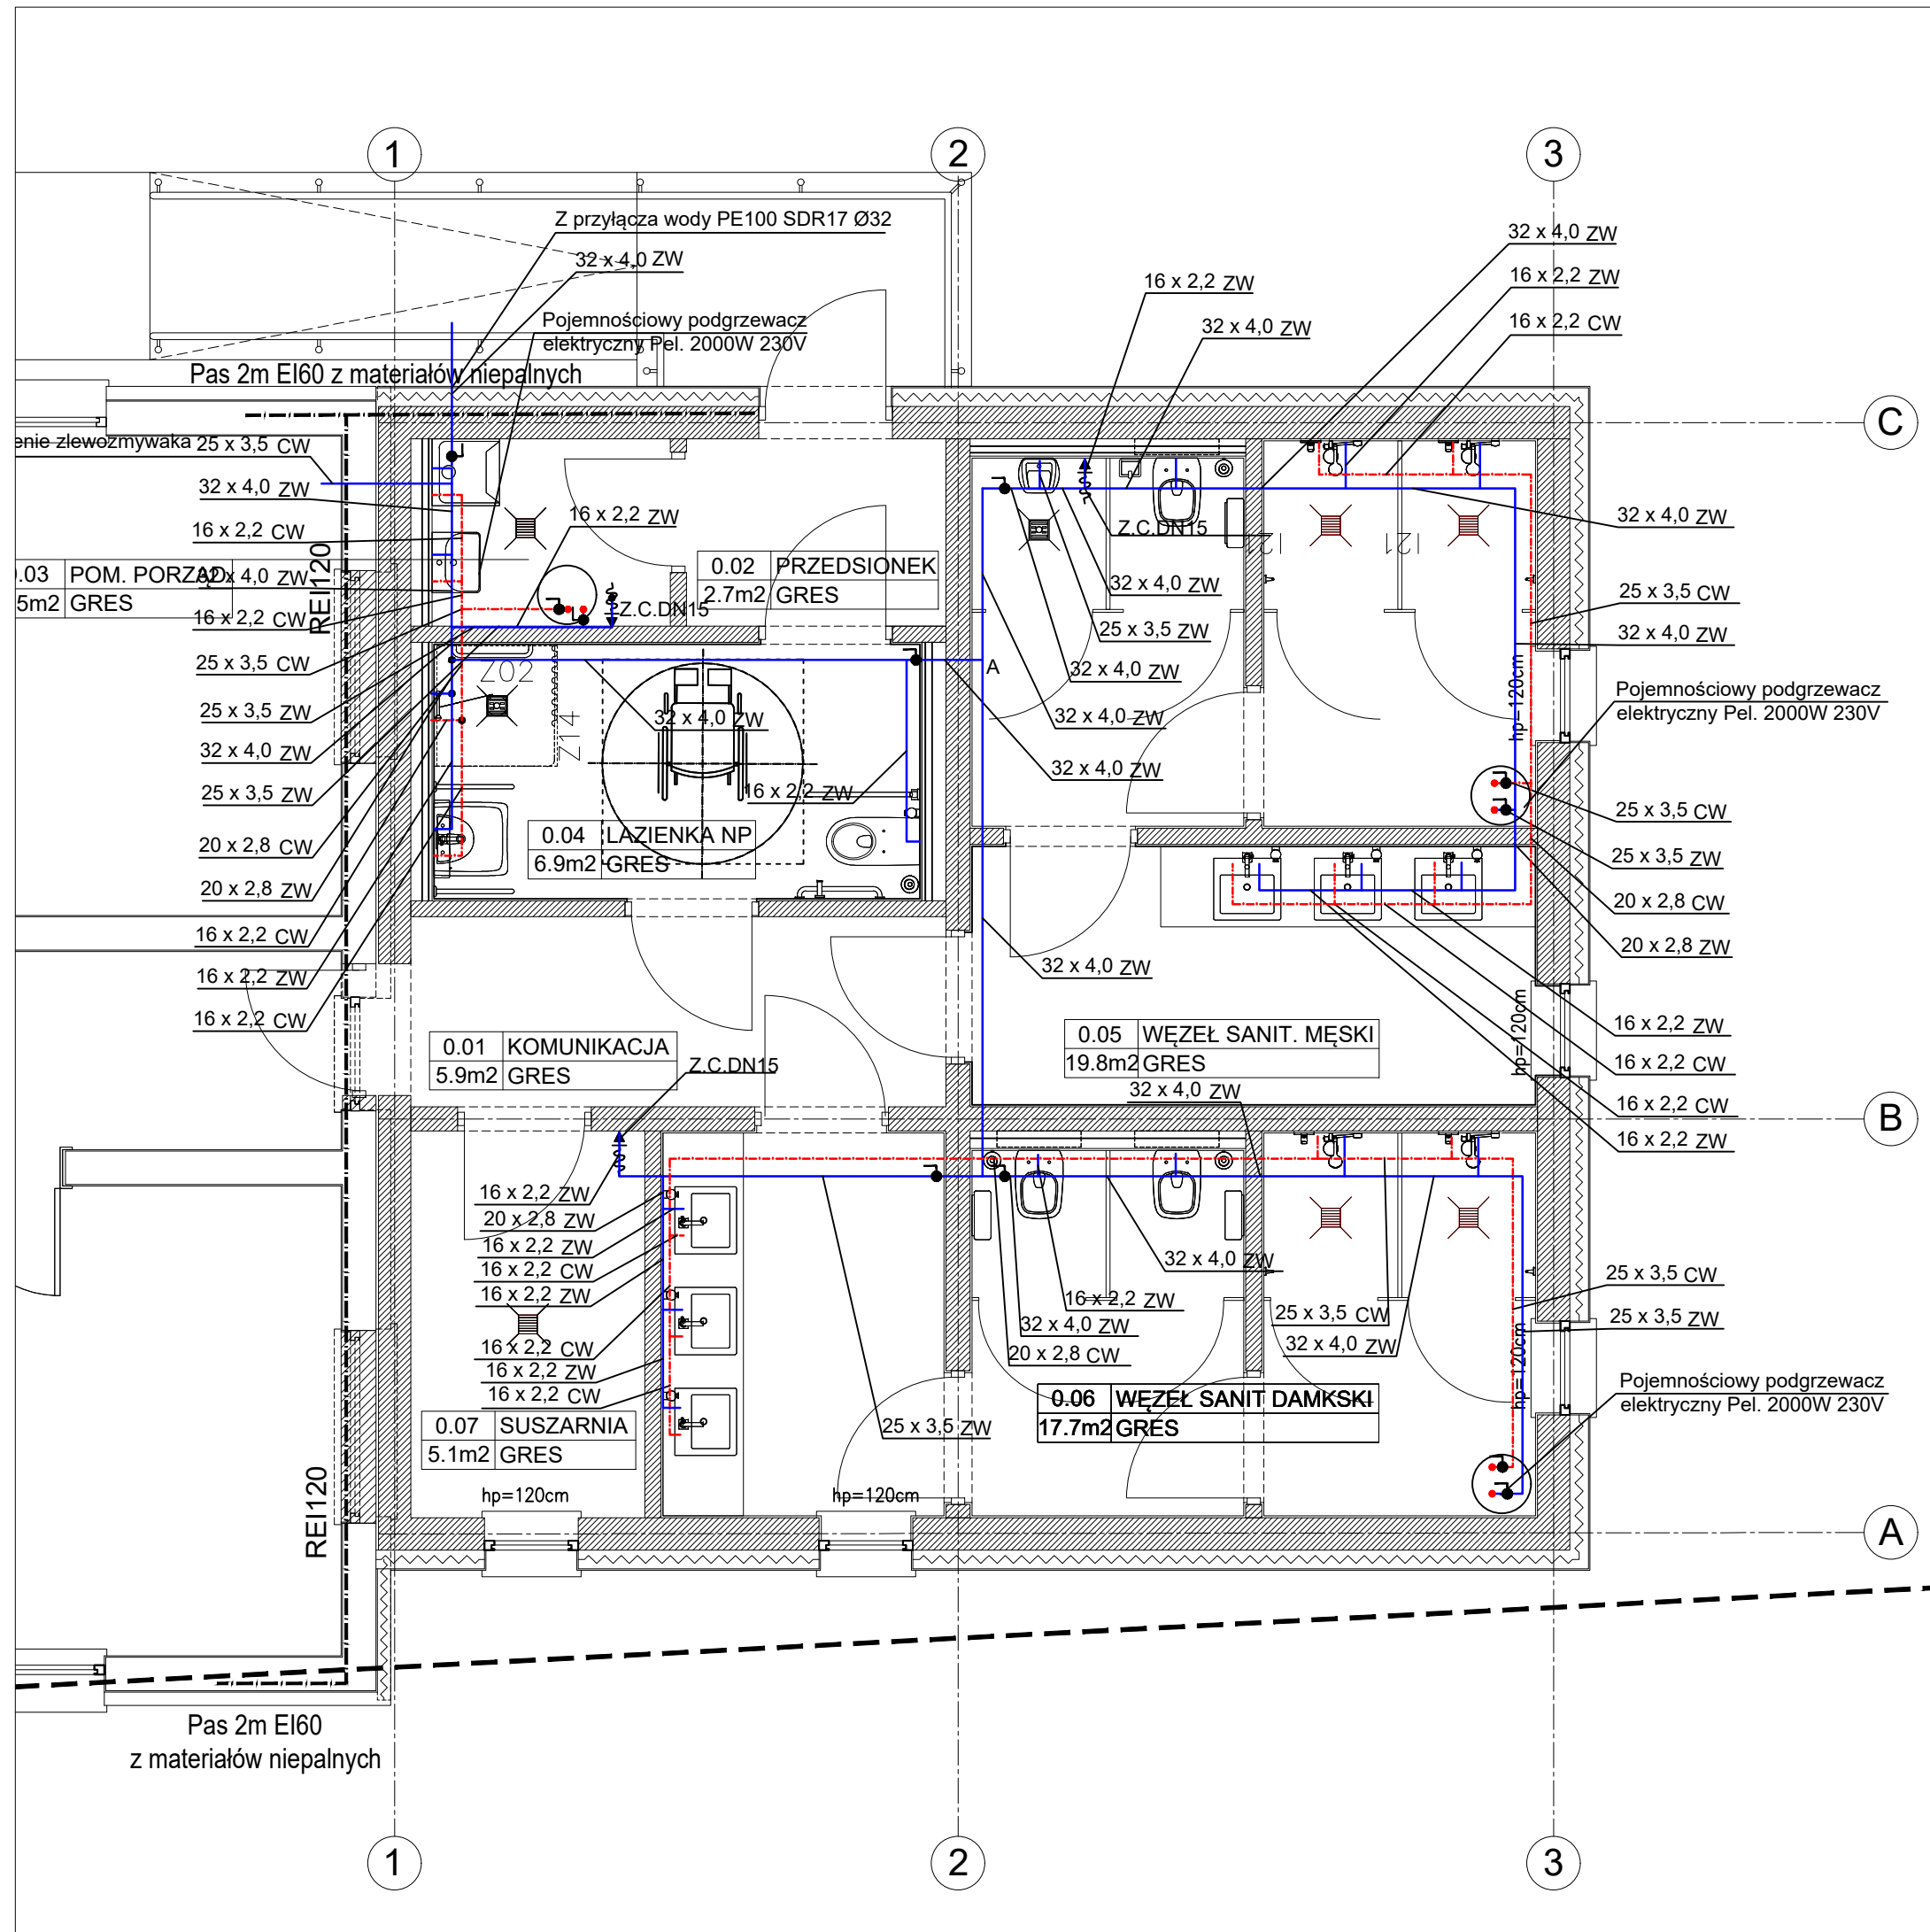 1
2
3
Z przyłącza wody PE100 SDR17 Ø32
32 x 4,0 ZW
32 x 4,0 ZW
16 x 2,2 ZW
16 x 2,2 ZW
32 x 4,0 ZW
16 x 2,2 CW
Pojemnościowy podgrzewacz
elektryczny Pel. 2000W 230V
Pas 2m EI60 z materiałów niepalnych
C
enie zlewozmywaka
25 x 3,5 CW
32 x 4,0 ZW
16 x 2,2 CW
32 x 4,0 ZW
16 x 2,2 CW
25 x 3,5 CW
25 x 3,5 ZW
32 x 4,0 ZW
25 x 3,5 ZW
20 x 2,8 CW
20 x 2,8 ZW
16 x 2,2 CW
16 x 2,2 ZW
16 x 2,2 CW
.03 POM. PORZĄD.
5m2 GRES
REI120
16 x 2,2 ZW
0.02 PRZEDSIONEK
2.7m2 GRES
Z.C.DN15
Z.C.DN15
121
121
32 x 4,0 ZW
32 x 4,0 ZW
25 x 3,5 ZW
32 x 4,0 ZW
32 x 4,0 ZW
32 x 4,0 ZW
A
25 x 3,5 CW
32 x 4,0 ZW
hp=120cm
Pojemnościowy podgrzewacz
elektryczny Pel. 2000W 230V
Z02
Z14
32 x 4,0 ZW
16 x 2,2 ZW
0.04 LAZIENKA NP
6.9m2 GRES
25 x 3,5 CW
25 x 3,5 ZW
20 x 2,8 CW
20 x 2,8 ZW
32 x 4,0 ZW
0.01 KOMUNIKACJA
5.9m2 GRES
Z.C.DN15
0.05 WĘZEŁ SANIT. MĘSKI
19.8m2 GRES
32 x 4,0 ZW
hp=120cm
16 x 2,2 ZW
16 x 2,2 CW
16 x 2,2 CW
16 x 2,2 ZW
B
16 x 2,2 ZW
20 x 2,8 ZW
16 x 2,2 ZW
16 x 2,2 CW
16 x 2,2 ZW
16 x 2,2 CW
16 x 2,2 ZW
16 x 2,2 CW
32 x 4,0 ZW
16 x 2,2 ZW
32 x 4,0 ZW
20 x 2,8 CW
25 x 3,5 CW
32 x 4,0 ZW
25 x 3,5 CW
25 x 3,5 ZW
hp=120cm
Pojemnościowy podgrzewacz
elektryczny Pel. 2000W 230V
0.06 WĘZEŁ SANIT DAMKSKI
17.7m2 GRES
25 x 3,5 ZW
0.07 SUSZARNIA
5.1m2 GRES
REI120
hp=120cm
hp=120cm
A
Pas 2m EI60
z materiałów niepalnych
1
2
3